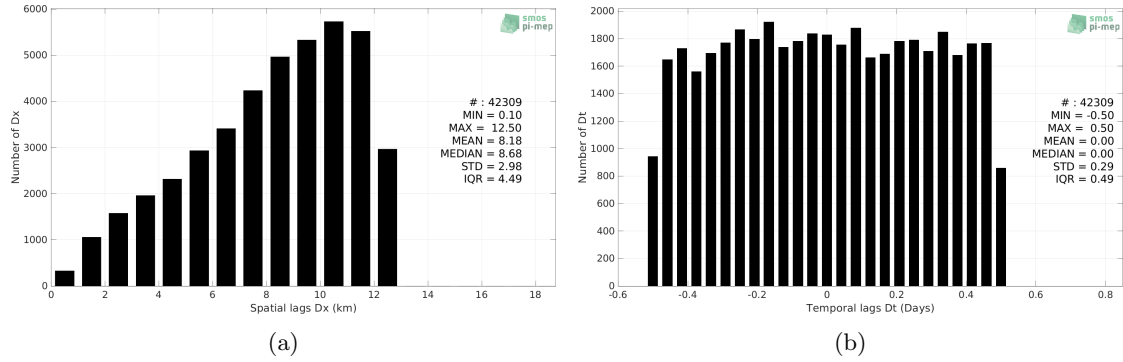 6000
5000
4000
3000
2000
1000
0
Number of Dx
0 2 4 6 8 10 12 14 16 18
Spatial lags Dx (km)
smos
pi-mep
# : 42309
MIN = 0.10
MAX = 12.50
MEAN = 8.18
MEDIAN = 8.68
STD = 2.98
IQR = 4.49
(a)
2000
1800
1600
1400
1200
1000
800
600
400
200
0
Number of Dt
-0.6 -0.4 -0.2 0 0.2 0.4 0.6 0.8
Temporal lags Dt (Days)
smos
pi-mep
# : 42309
MIN = -0.50
MAX = 0.50
MEAN = 0.00
MEDIAN = 0.00
STD = 0.29
IQR = 0.49
(b)